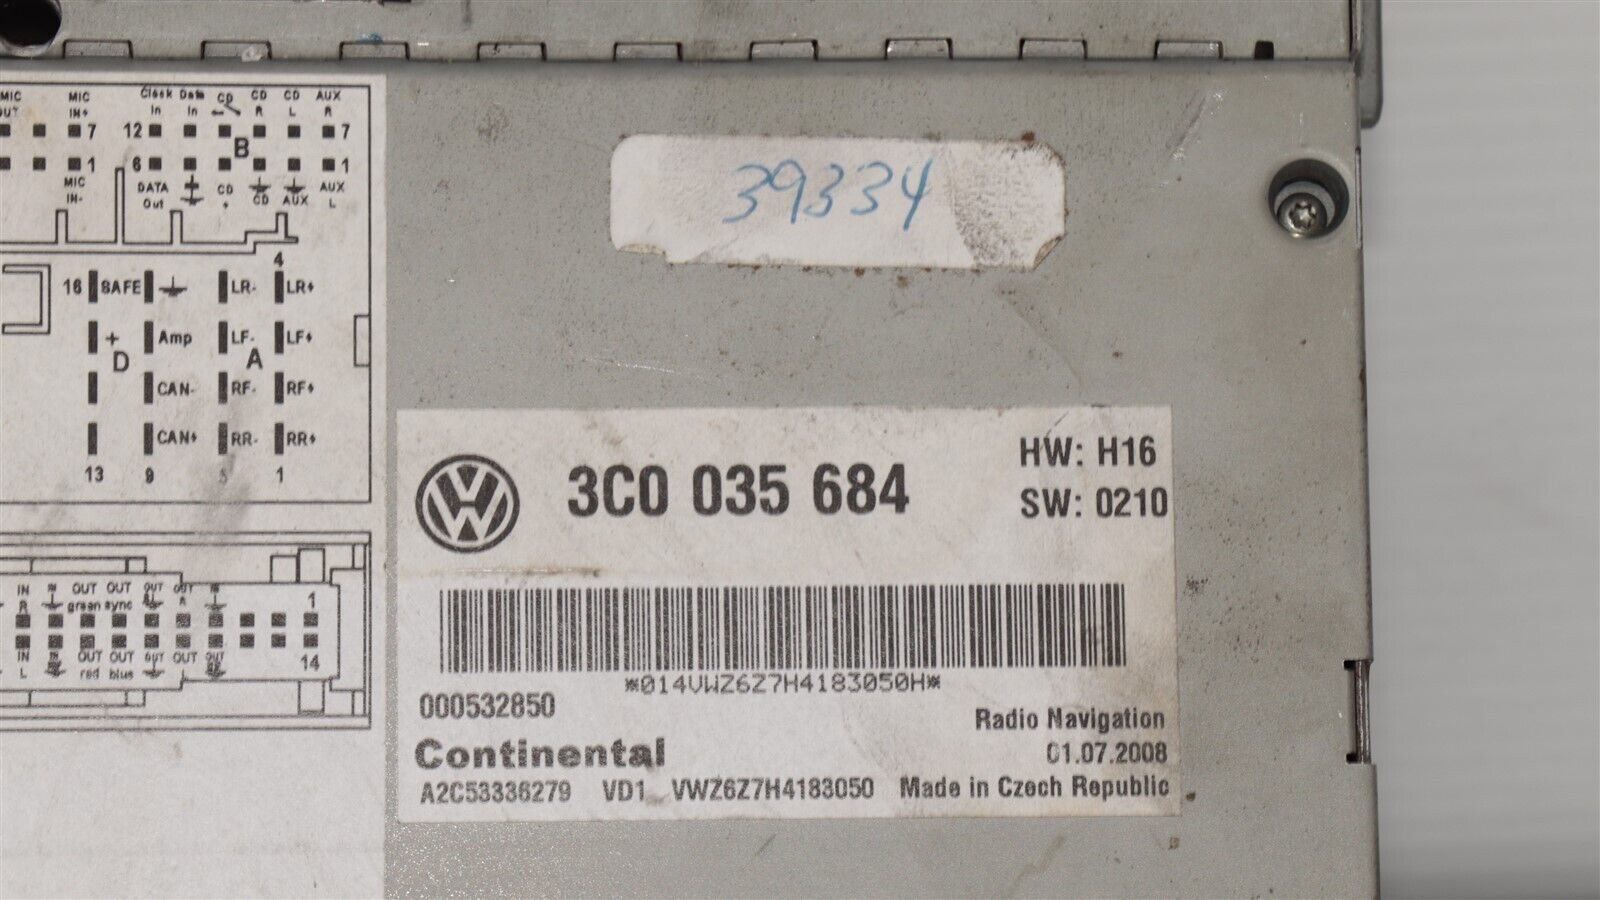 MIC MIC Clock Data CD CD CD AUX
OUT IN+ In In R L R
7 12 7
B
1 6 1
MIC DATA CD AUX
IN- Out + CD AUX L
4
16 SAFE LR- LR+
+ Amp LF- LF+
D A
CAN- RF- RF+
CAN+ RR- RR+
13 9 5 1
IN OUT OUT OUT OUT
R green sync R 1
IN OUT OUT OUT OUT OUT 14
L red blue
39334
3C0 035 684
HW: H16
SW: 0210
*014VWZ6Z7H4183050H*
000532850
Radio Navigation
Continental
01.07.2008
A2C53336279 VD1 VWZ6Z7H4183050 Made in Czech Republic